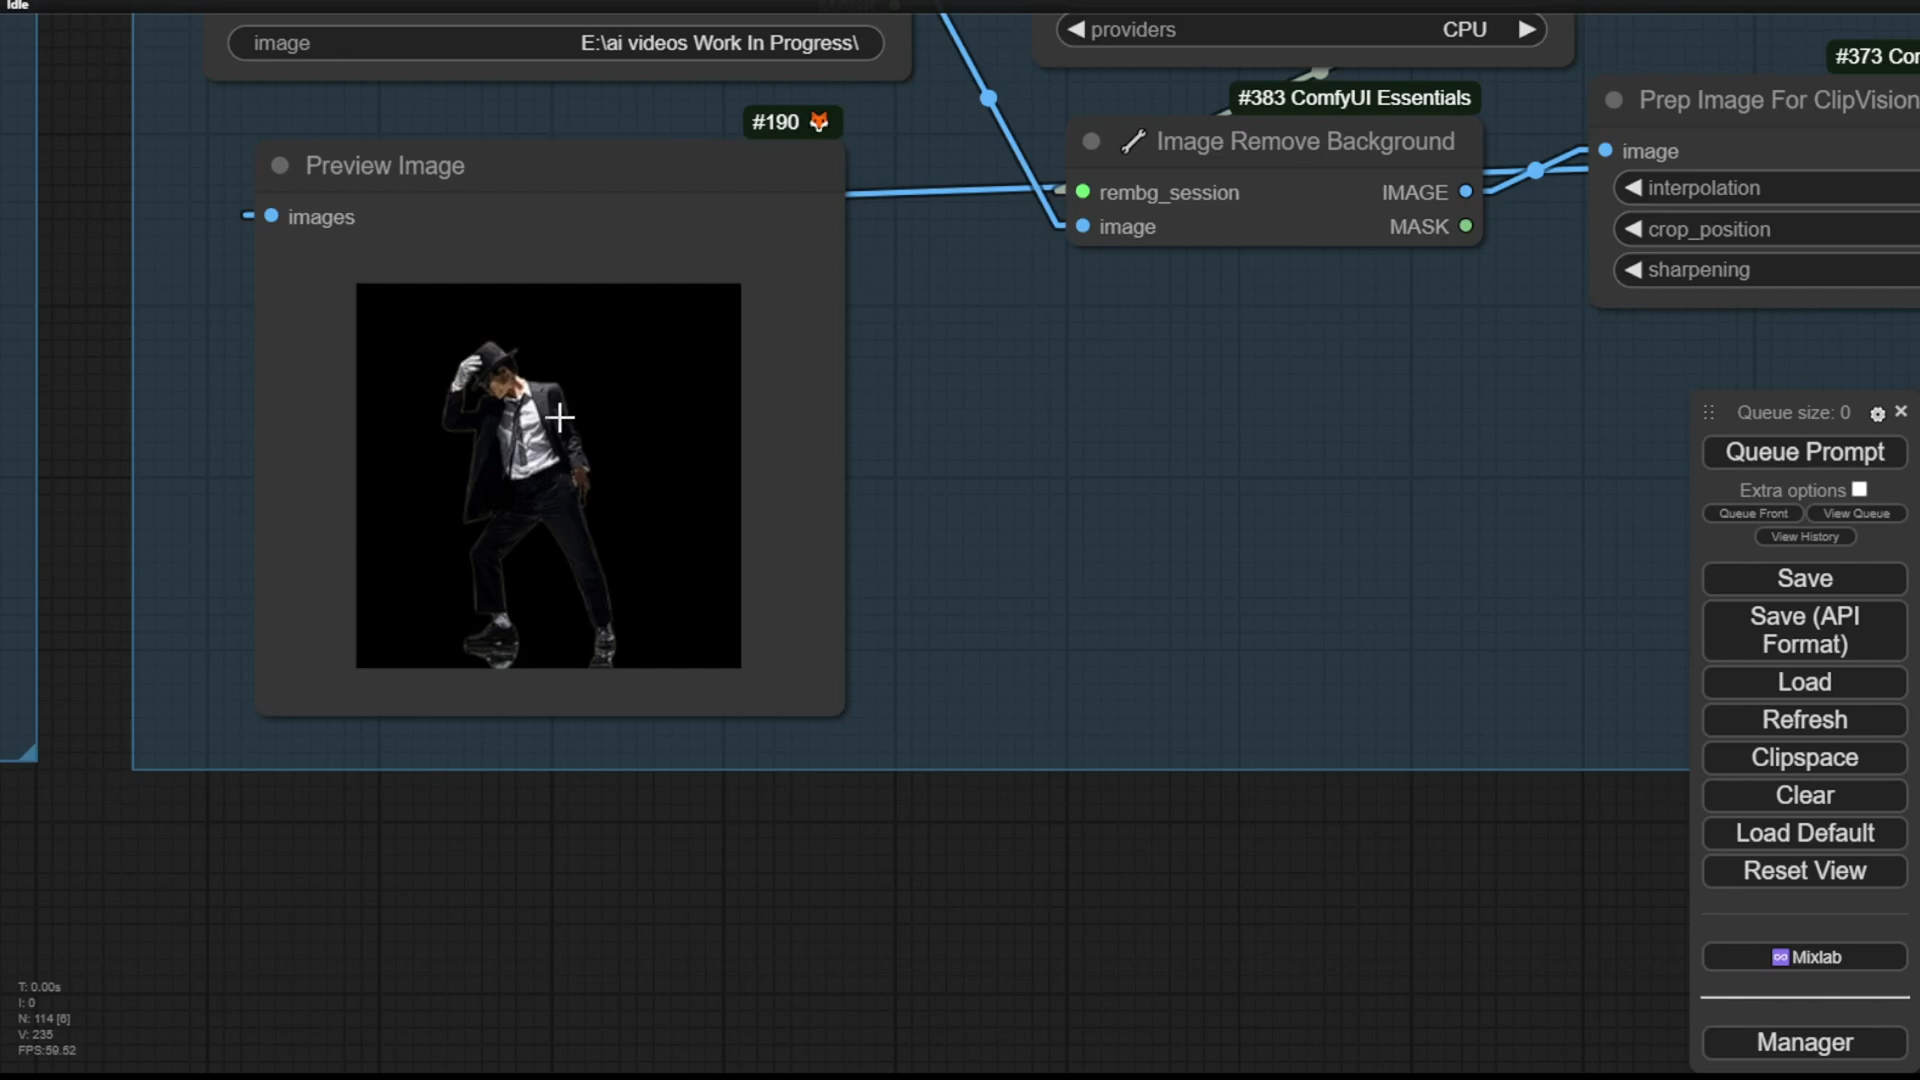 Idle
image E:\ai videos Work In Progress\
providers CPU
#373 Con
#383 ComfyUI Essentials
Prep Image For ClipVision
#190
Image Remove Background
Preview Image
image
rembg_session IMAGE
interpolation
images
image MASK
crop_position
sharpening
Queue size: 0
Queue Prompt
Extra options
Queue Front View Queue
View History
Save
Save (API
Format)
Load
Refresh
Clipspace
Clear
Load Default
Reset View
Mixlab
Manager
T: 0.00s
I: 0
N: 114 [6]
V: 235
FPS:59.52